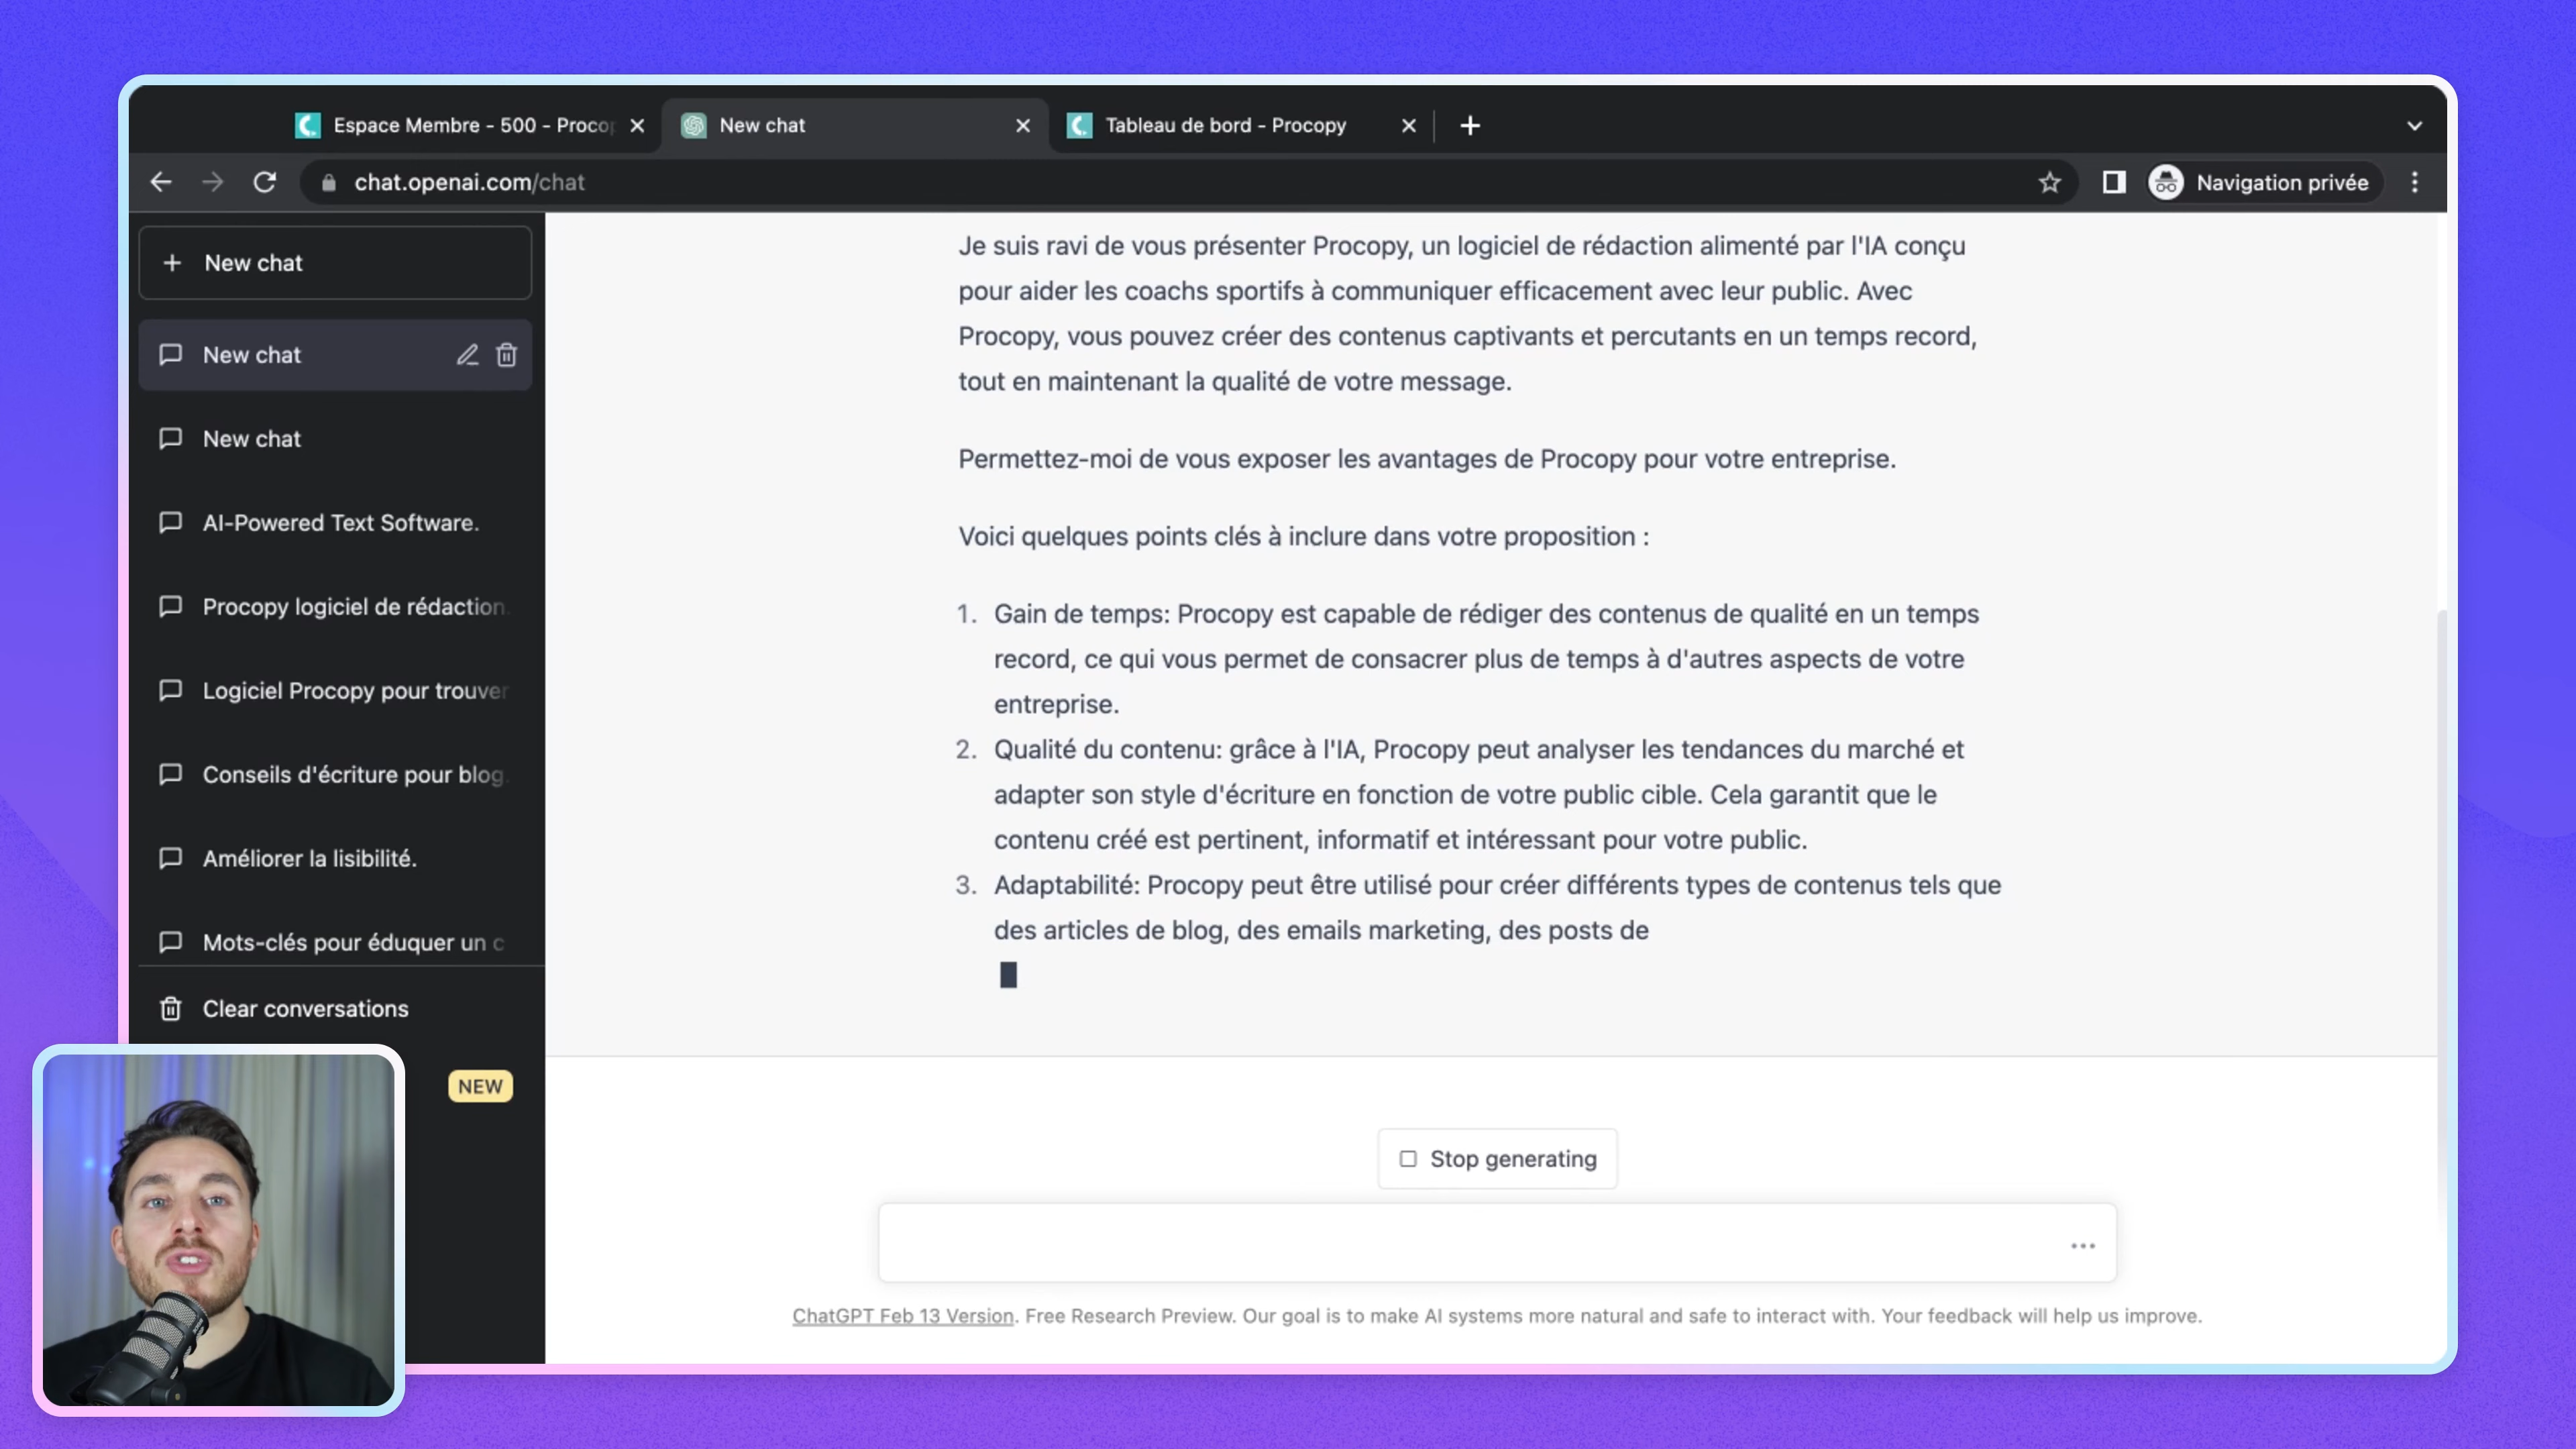 Espace Membre - 500 - Proco
New chat
Tableau de bord - Procopy
chat.openai.com/chat
Navigation privée
New chat
New chat
New chat
AI-Powered Text Software.
Procopy logiciel de rédaction.
Logiciel Procopy pour trouver
Conseils d'écriture pour blog.
Améliorer la lisibilité.
Mots-clés pour éduquer un c
Clear conversations
NEW
Je suis ravi de vous présenter Procopy, un logiciel de rédaction alimenté par l'IA conçu
pour aider les coachs sportifs à communiquer efficacement avec leur public. Avec
Procopy, vous pouvez créer des contenus captivants et percutants en un temps record,
tout en maintenant la qualité de votre message.
Permettez-moi de vous exposer les avantages de Procopy pour votre entreprise.
Voici quelques points clés à inclure dans votre proposition :
1. Gain de temps: Procopy est capable de rédiger des contenus de qualité en un temps
record, ce qui vous permet de consacrer plus de temps à d'autres aspects de votre
entreprise.
2. Qualité du contenu: grâce à l'IA, Procopy peut analyser les tendances du marché et
adapter son style d'écriture en fonction de votre public cible. Cela garantit que le
contenu créé est pertinent, informatif et intéressant pour votre public.
3. Adaptabilité: Procopy peut être utilisé pour créer différents types de contenus tels que
des articles de blog, des emails marketing, des posts de
Stop generating
ChatGPT Feb 13 Version. Free Research Preview. Our goal is to make AI systems more natural and safe to interact with. Your feedback will help us improve.